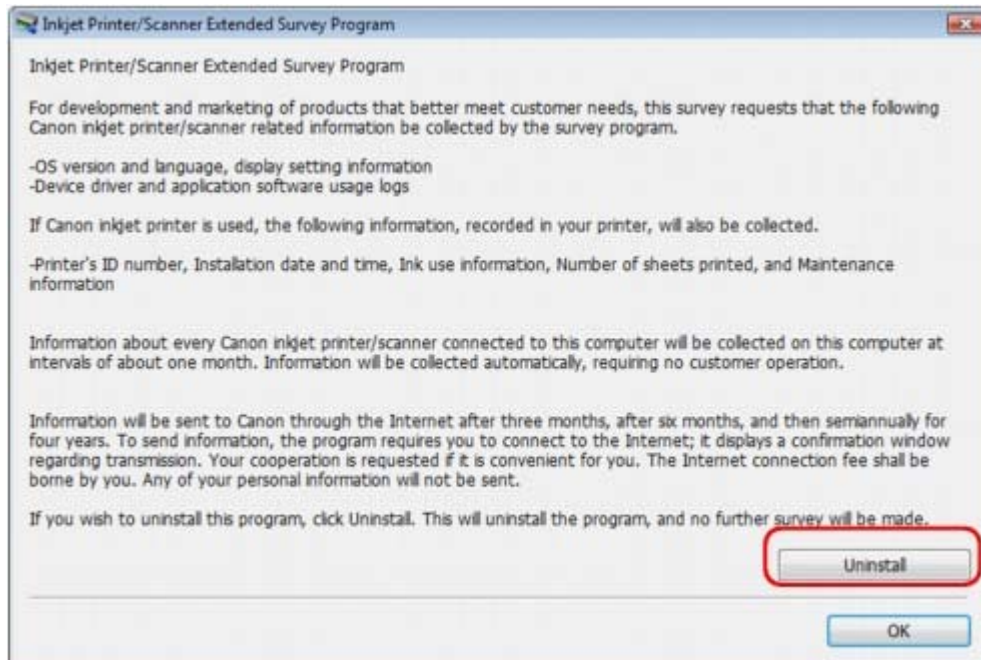 Inkjet Printer/Scanner Extended Survey Program
Inkjet Printer/Scanner Extended Survey Program
For development and marketing of products that better meet customer needs, this survey requests that the following
Canon inkjet printer/scanner related information be collected by the survey program.
-OS version and language, display setting information
-Device driver and application software usage logs
If Canon inkjet printer is used, the following information, recorded in your printer, will also be collected.
-Printer's ID number, Installation date and time, Ink use information, Number of sheets printed, and Maintenance
information
Information about every Canon inkjet printer/scanner connected to this computer will be collected on this computer at
intervals of about one month. Information will be collected automatically, requiring no customer operation.
Information will be sent to Canon through the Internet after three months, after six months, and then semiannually for
four years. To send information, the program requires you to connect to the Internet; it displays a confirmation window
regarding transmission. Your cooperation is requested if it is convenient for you. The Internet connection fee shall be
borne by you. Any of your personal information will not be sent.
If you wish to uninstall this program, click Uninstall. This will uninstall the program, and no further survey will be made.
Uninstall
OK